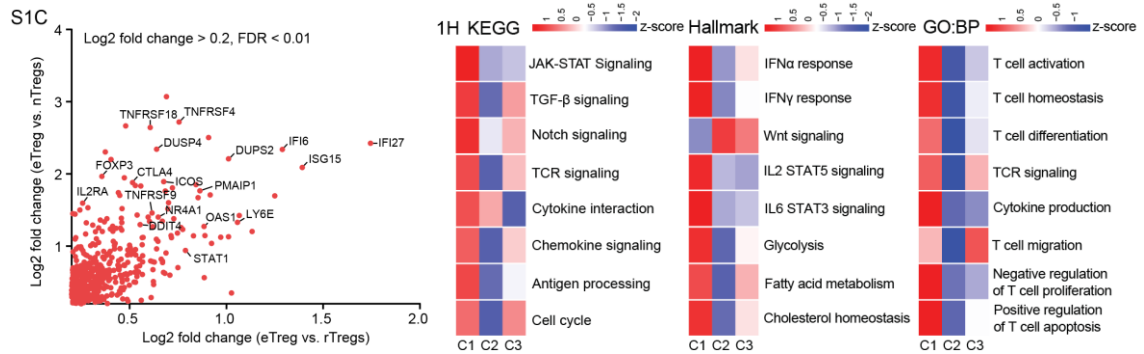 S1C
Log2 fold change > 0.2, FDR < 0.01
Log2 fold change (eTreg vs. nTregs)
4
3
2
1
TNFRSF18
TNFRSF4
DUSP4
DUPS2
IFI6
IFI27
ISG15
FOXP3
CTLA4
ICOS
PMAIP1
IL2RA
TNFRSF9
NR4A1
OAS1
LY6E
DDIT4
STAT1
0.5 1.0 1.5 2.0
Log2 fold change (eTreg vs. rTregs)
1H KEGG
1 0.5 0 -0.5 -1 -1.5 -2
z-score
JAK-STAT Signaling
TGF-β signaling
Notch signaling
TCR signaling
Cytokine interaction
Chemokine signaling
Antigen processing
Cell cycle
C1 C2 C3
Hallmark
1 0.5 0 -0.5 -1 -1.5 -2
z-score
IFNα response
IFNγ response
Wnt signaling
IL2 STAT5 signaling
IL6 STAT3 signaling
Glycolysis
Fatty acid metabolism
Cholesterol homeostasis
C1 C2 C3
GO:BP
1 0.5 0 -0.5 -1
z-score
T cell activation
T cell homeostasis
T cell differentiation
TCR signaling
Cytokine production
T cell migration
Negative regulation
of T cell proliferation
Positive regulation
of T cell apoptosis
C1 C2 C3